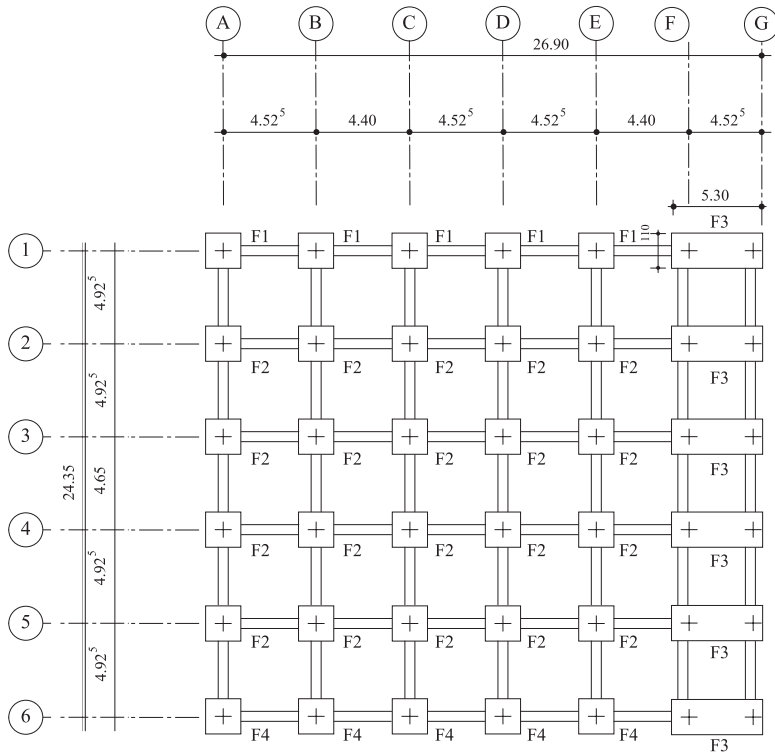 A B C D E F G
26.90
4.52⁵ 4.40 4.52⁵ 4.52⁵ 4.40 4.52⁵
5.30
F3
1 F1 F1 F1 F1 F1 110
4.92⁵
2
F2 F2 F2 F2 F2 F3
4.92⁵
3
F2 F2 F2 F2 F2 F3
24.35 4.65
4
F2 F2 F2 F2 F2 F3
4.92⁵
5
F2 F2 F2 F2 F2 F3
4.92⁵
6
F4 F4 F4 F4 F4 F3